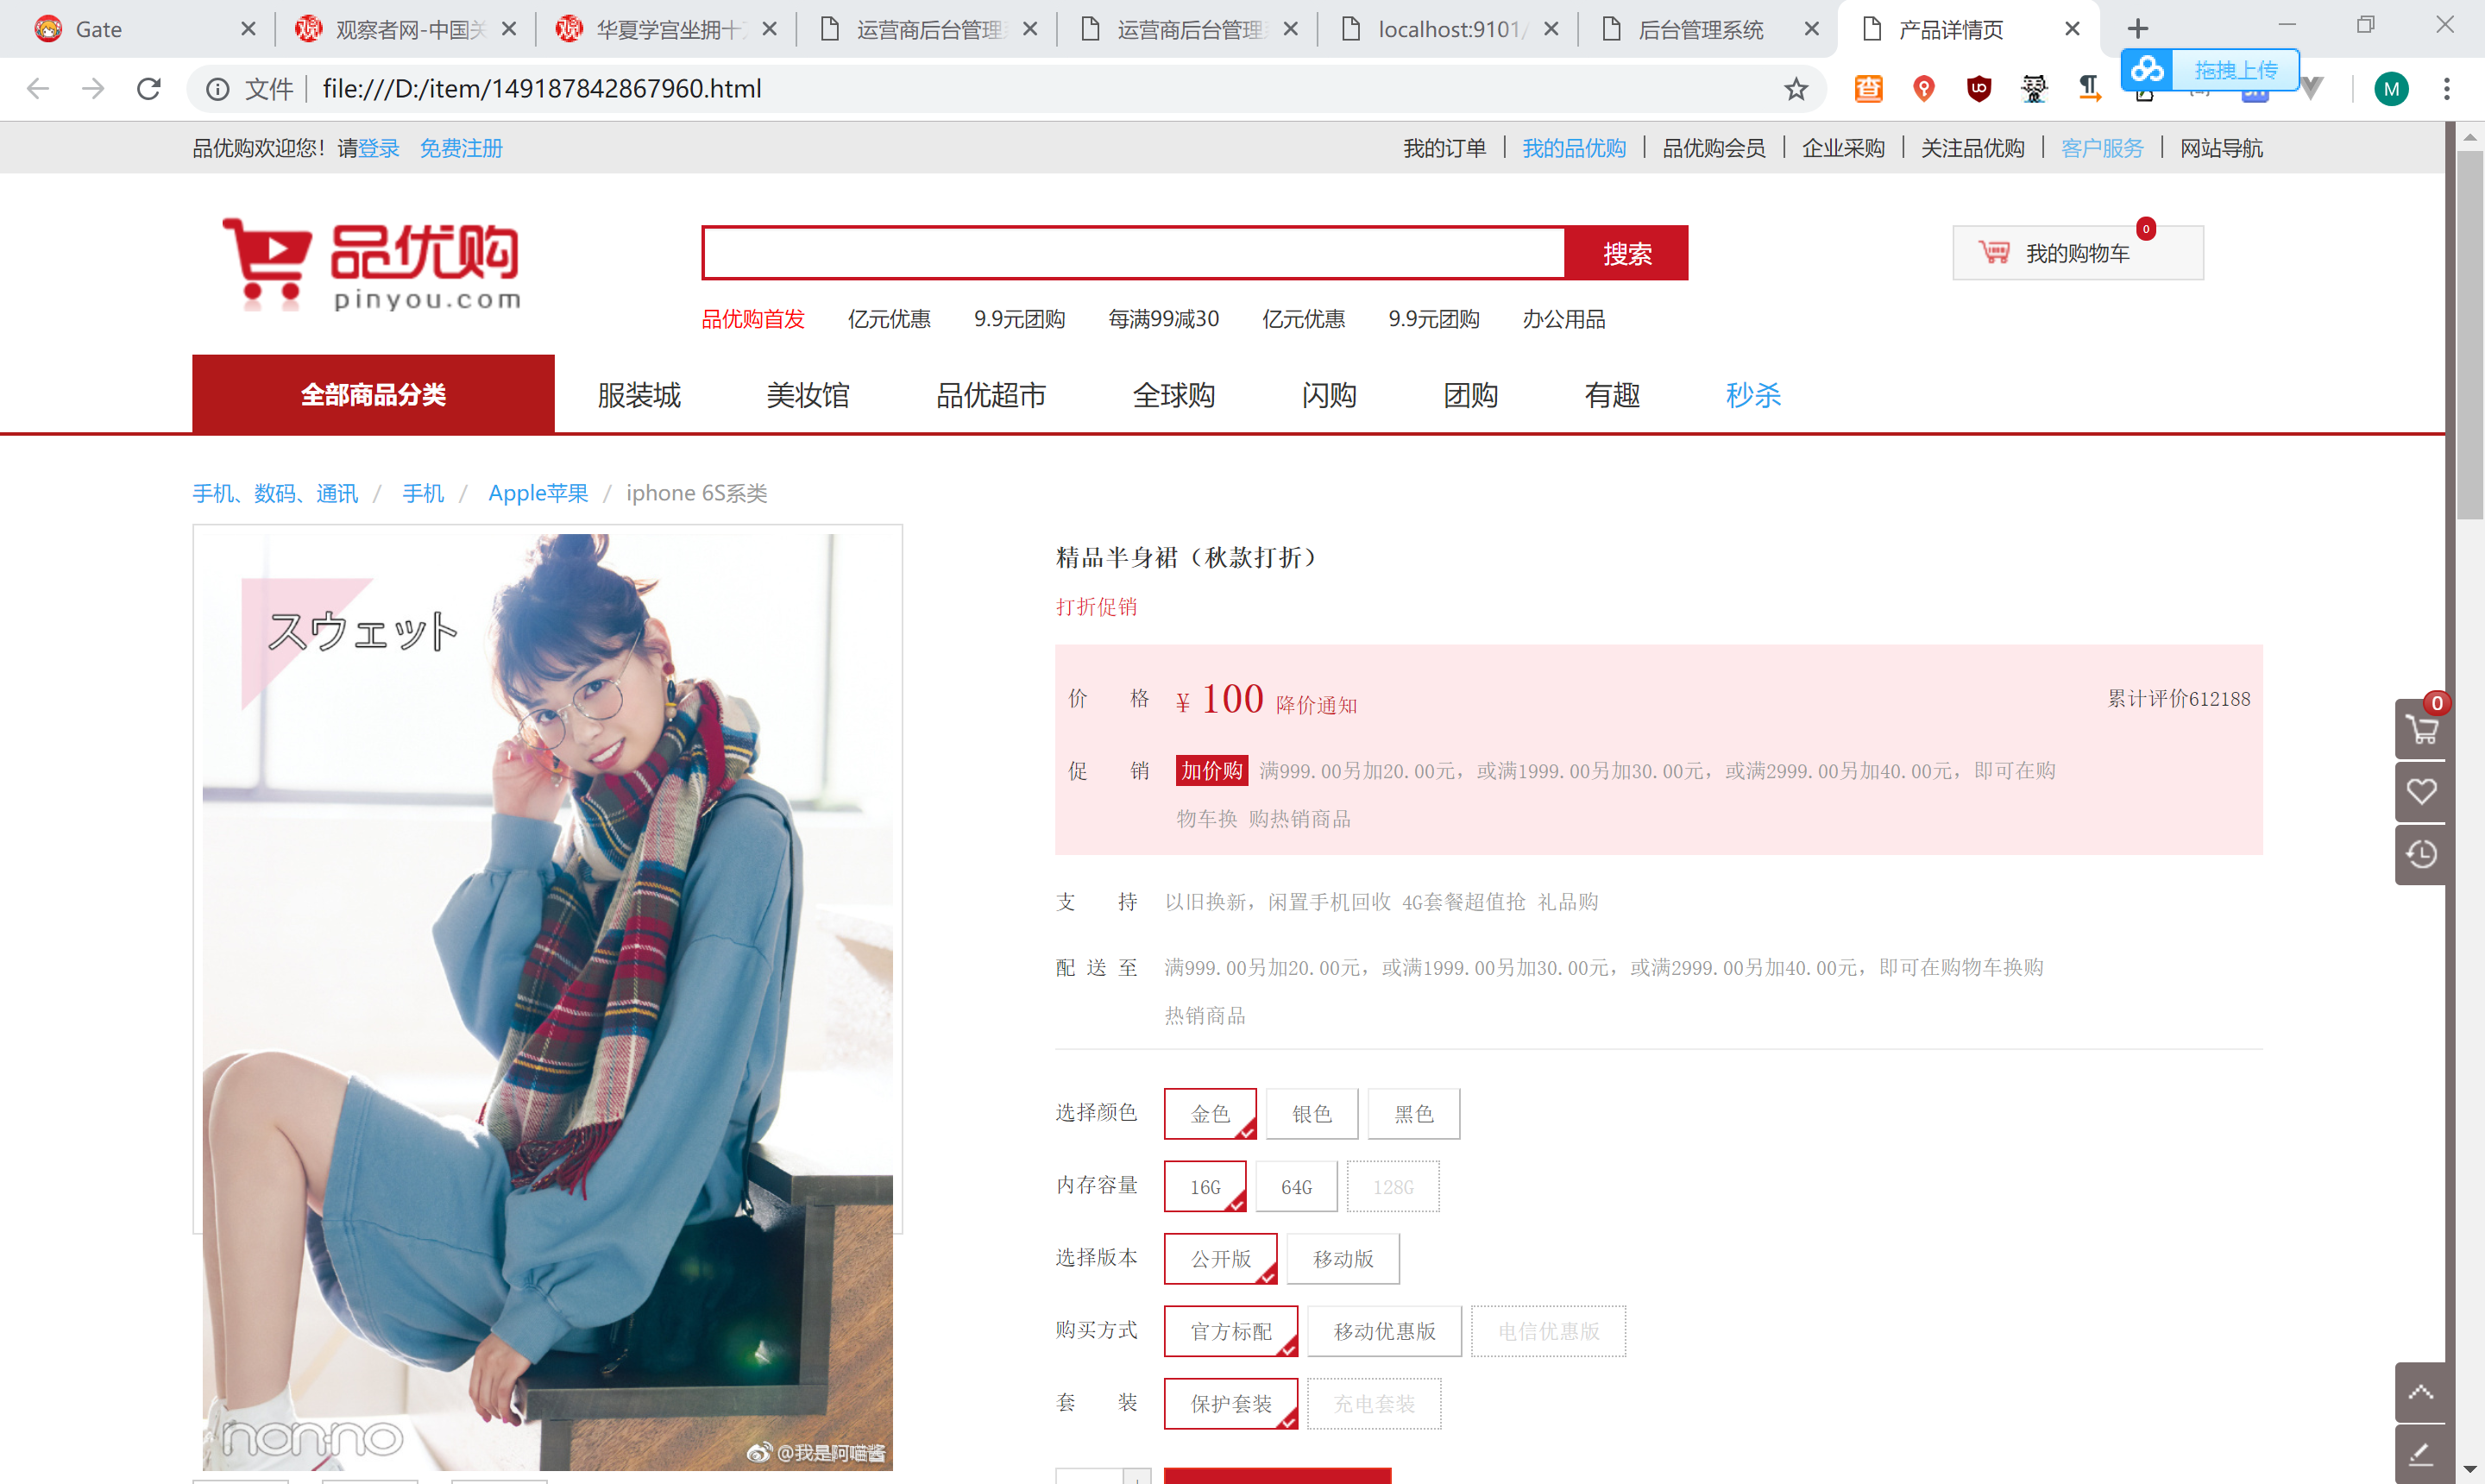 Gate
观察者网-中国关
华夏学宫坐拥十
运营商后台管理
运营商后台管理
localhost:9101/
后台管理系统
产品详情页
拖拽上传
文件
file:///D:/item/149187842867960.html
M
品优购欢迎您！请登录 免费注册
我的订单 我的品优购 品优购会员 企业采购 关注品优购 客户服务 网站导航
品优购
pinyou.com
搜索
我的购物车
0
品优购首发 亿元优惠 9.9元团购 每满99减30 亿元优惠 9.9元团购 办公用品
全部商品分类 服装城 美妆馆 品优超市 全球购 闪购 团购 有趣 秒杀
手机、数码、通讯 / 手机 / Apple苹果 / iphone 6S系类
スウェット
non-no
@我是阿喵酱
精品半身裙（秋款打折）
打折促销
价 格 ¥ 100 降价通知 累计评价612188
促 销 加价购 满999.00另加20.00元，或满1999.00另加30.00元，或满2999.00另加40.00元，即可在购
物车换 购热销商品
支 持 以旧换新，闲置手机回收 4G套餐超值抢 礼品购
配 送 至 满999.00另加20.00元，或满1999.00另加30.00元，或满2999.00另加40.00元，即可在购物车换购
热销商品
选择颜色 金色 银色 黑色
内存容量 16G 64G 128G
选择版本 公开版 移动版
购买方式 官方标配 移动优惠版 电信优惠版
套 装 保护套装 充电套装
+
0